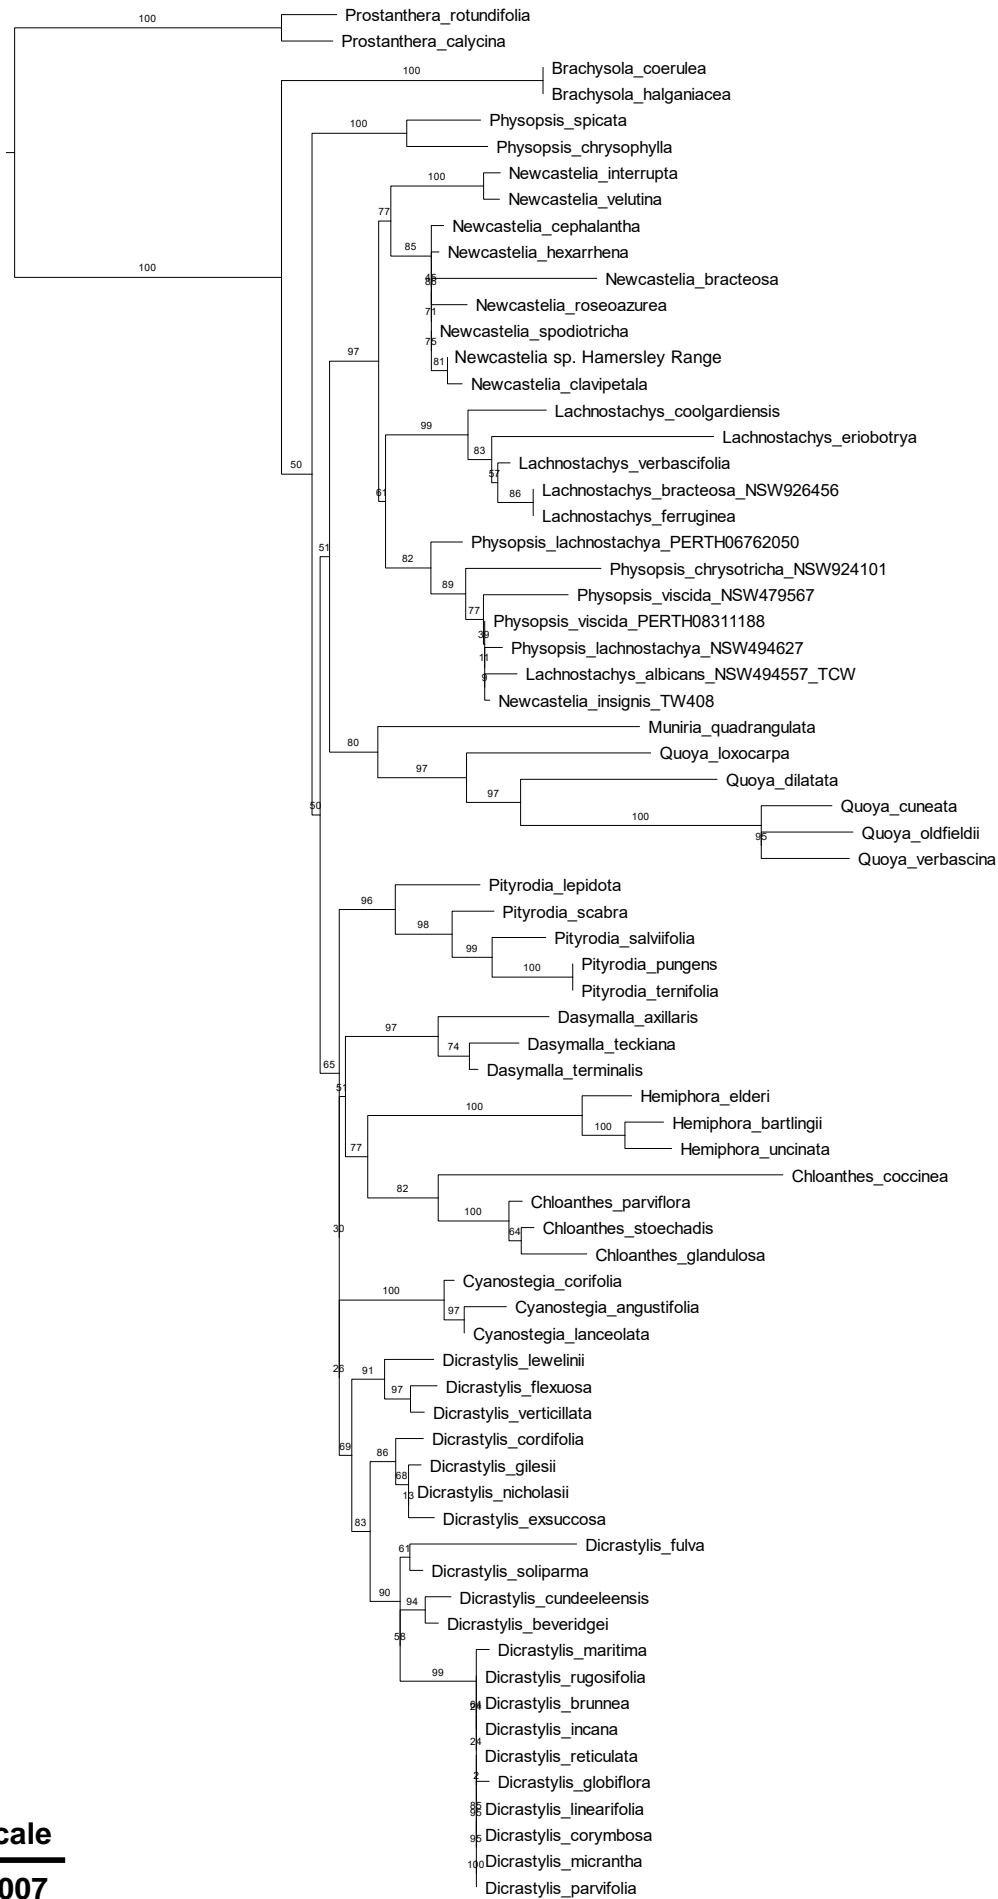 100
Prostanthera_rotundifolia
Prostanthera_calycina
100
Brachysola_coerulea
Brachysola_halganiacea
100
Physopsis_spicata
Physopsis_chrysophylla
100
Newcastelia_interrupta
Newcastelia_velutina
77
Newcastelia_cephalantha
85
Newcastelia_hexarrhena
100
Newcastelia_bracteosa
Newcastelia_roseoazurea
71
Newcastelia_spodiotricha
75
97
Newcastelia sp. Hamersley Range
81
Newcastelia_clavipetala
Lachnostachys_coolgardiensis
99
Lachnostachys_eriobotrya
83
50
Lachnostachys_verbascifolia
57
Lachnostachys_bracteosa_NSW926456
86
61
Lachnostachys_ferruginea
Physopsis_lachnostachya_PERTH06762050
51
82
Physopsis_chrysotricha_NSW924101
89
Physopsis_viscida_NSW479567
77
Physopsis_viscida_PERTH08311188
39
Physopsis_lachnostachya_NSW494627
11
Lachnostachys_albicans_NSW494557_TCW
9
Newcastelia_insignis_TW408
Muniria_quadrangulata
80
Quoya_loxocarpa
97
Quoya_dilatata
97
50
Quoya_cuneata
100
Quoya_oldfieldii
95
Quoya_verbascina
Pityrodia_lepidota
96
Pityrodia_scabra
98
Pityrodia_salviifolia
99
Pityrodia_pungens
100
Pityrodia_ternifolia
Dasymalla_axillaris
97
Dasymalla_teckiana
74
65
Dasymalla_terminalis
51
Hemiphora_elderi
100
Hemiphora_bartlingii
100
77
Hemiphora_uncinata
Chloanthes_coccinea
82
Chloanthes_parviflora
100
Chloanthes_stoechadis
30
64
Chloanthes_glandulosa
Cyanostegia_corifolia
100
Cyanostegia_angustifolia
97
Cyanostegia_lanceolata
Dicrastylis_lewelinii
26
91
Dicrastylis_flexuosa
97
Dicrastylis_verticillata
Dicrastylis_cordifolia
69
86
Dicrastylis_gilesii
68
Dicrastylis_nicholasii
13
Dicrastylis_exsuccosa
83
Dicrastylis_fulva
61
Dicrastylis_soliparma
90
Dicrastylis_cundeeleensis
94
Dicrastylis_beveridgei
58
Dicrastylis_maritima
99
Dicrastylis_rugosifolia
Dicrastylis_brunnea
Dicrastylis_incana
24
Dicrastylis_reticulata
2
Dicrastylis_globiflora
Dicrastylis_linearifolia
Dicrastylis_corymbosa
95
Dicrastylis_micrantha
100
Dicrastylis_parvifolia
cale
007